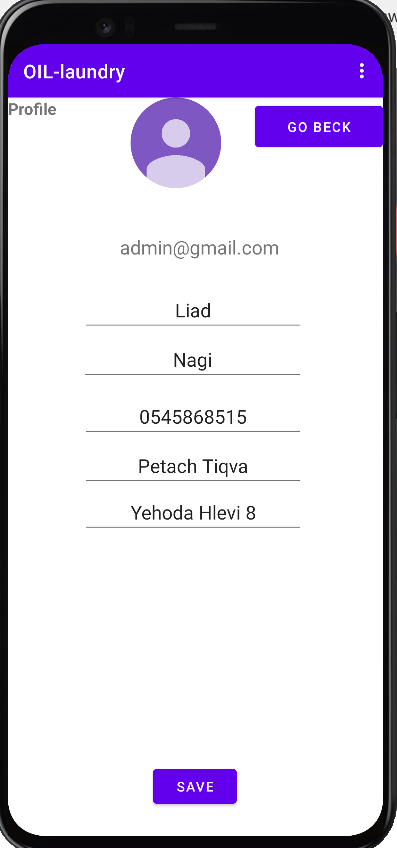 OIL-laundry
Profile
GO BECK
admin@gmail.com
Liad
Nagi
0545868515
Petach Tiqva
Yehoda Hlevi 8
SAVE